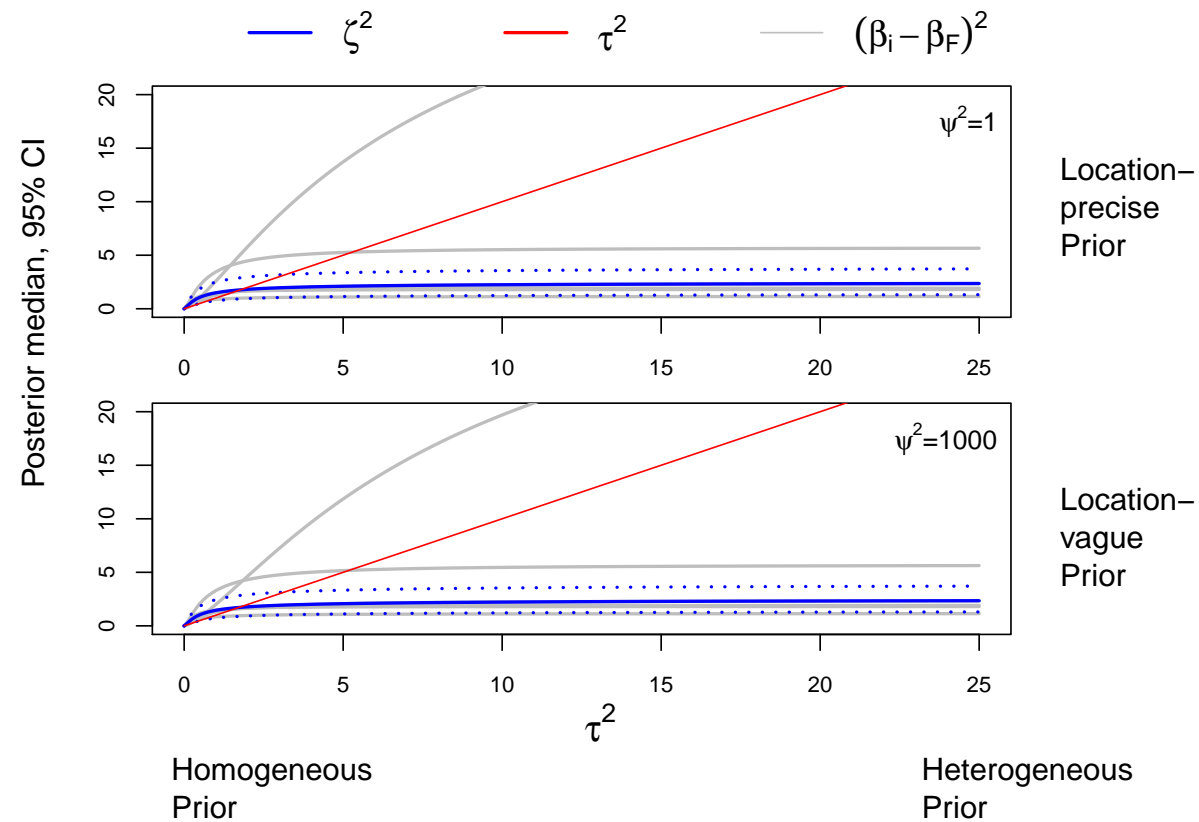 ζ² τ² (βᵢ − β_F)²
Posterior median, 95% CI
20
15
10
5
0
ψ²=1
0 5 10 15 20 25
Location−
precise
Prior
20
15
10
5
0
ψ²=1000
0 5 10 15 20 25
Location−
vague
Prior
τ²
Homogeneous
Prior
Heterogeneous
Prior